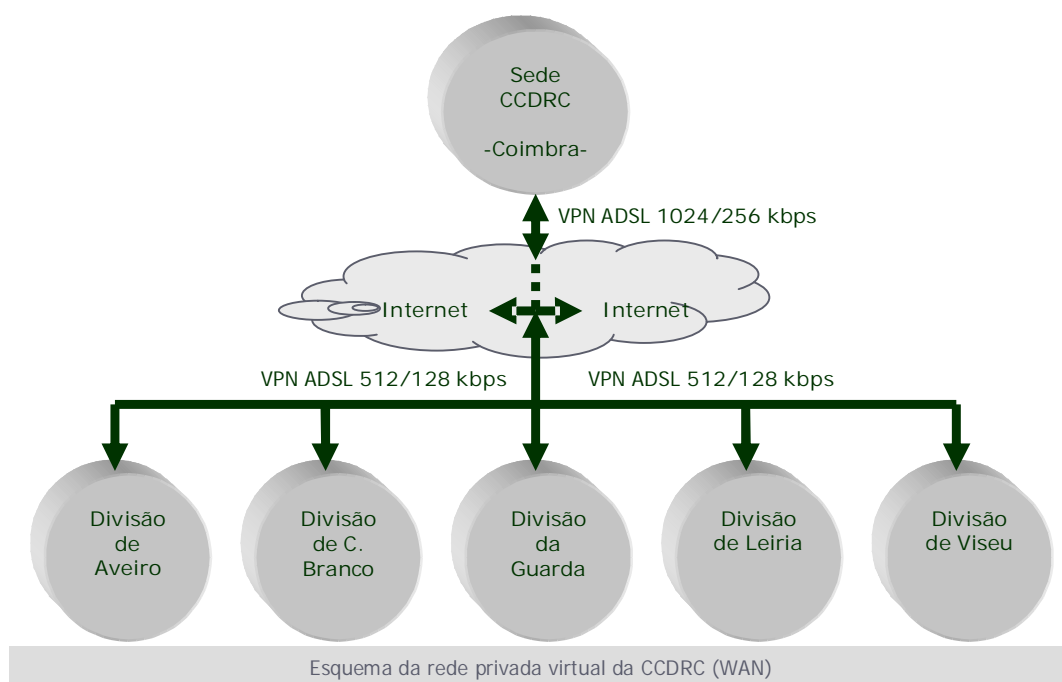 Sede
CCDRC
-Coimbra-
VPN ADSL 1024/256 kbps
Internet
Internet
VPN ADSL 512/128 kbps
VPN ADSL 512/128 kbps
Divisão
de
Aveiro
Divisão
de C.
Branco
Divisão
da
Guarda
Divisão
de Leiria
Divisão
de Viseu
Esquema da rede privada virtual da CCDRC (WAN)